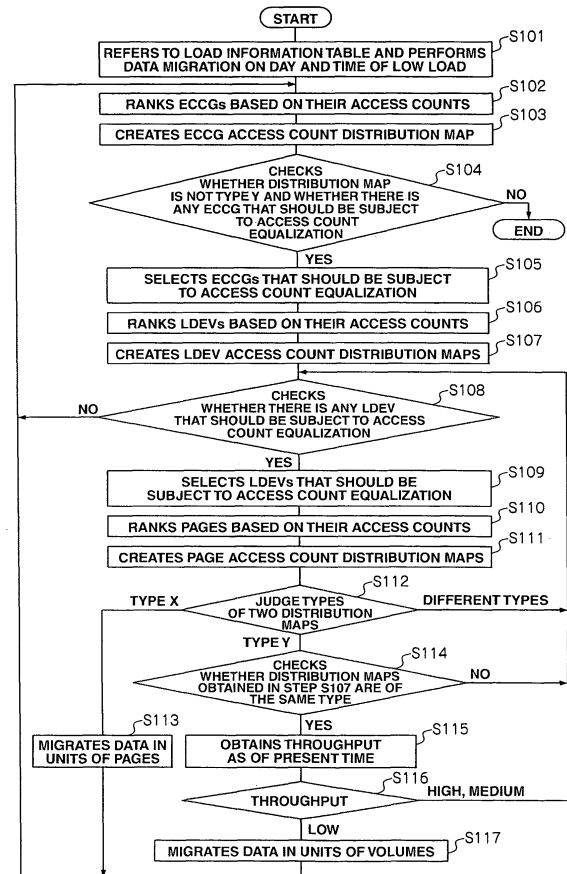 START
S101
REFERS TO LOAD INFORMATION TABLE AND PERFORMS
DATA MIGRATION ON DAY AND TIME OF LOW LOAD
S102
RANKS ECCGs BASED ON THEIR ACCESS COUNTS
S103
CREATES ECCG ACCESS COUNT DISTRIBUTION MAP
S104
CHECKS
WHETHER DISTRIBUTION MAP
IS NOT TYPE Y AND WHETHER THERE IS
ANY ECCG THAT SHOULD BE SUBJECT
TO ACCESS COUNT
EQUALIZATION
NO
END
YES
S105
SELECTS ECCGs THAT SHOULD BE SUBJECT
TO ACCESS COUNT EQUALIZATION
S106
RANKS LDEVs BASED ON THEIR ACCESS COUNTS
S107
CREATES LDEV ACCESS COUNT DISTRIBUTION MAPS
S108
NO
CHECKS
WHETHER THERE IS ANY LDEV
THAT SHOULD BE SUBJECT TO ACCESS
COUNT EQUALIZATION
YES
S109
SELECTS LDEVs THAT SHOULD BE
SUBJECT TO ACCESS COUNT EQUALIZATION
S110
RANKS PAGES BASED ON THEIR ACCESS COUNTS
S111
CREATES PAGE ACCESS COUNT DISTRIBUTION MAPS
S112
TYPE X
JUDGE TYPES
OF TWO DISTRIBUTION
MAPS
DIFFERENT TYPES
TYPE Y
S114
CHECKS
WHETHER DISTRIBUTION MAPS
OBTAINED IN STEP S107 ARE OF
THE SAME TYPE
NO
YES
S113
MIGRATES DATA IN
UNITS OF PAGES
S115
OBTAINS THROUGHPUT
AS OF PRESENT TIME
S116
THROUGHPUT
HIGH, MEDIUM
LOW
S117
MIGRATES DATA IN UNITS OF VOLUMES